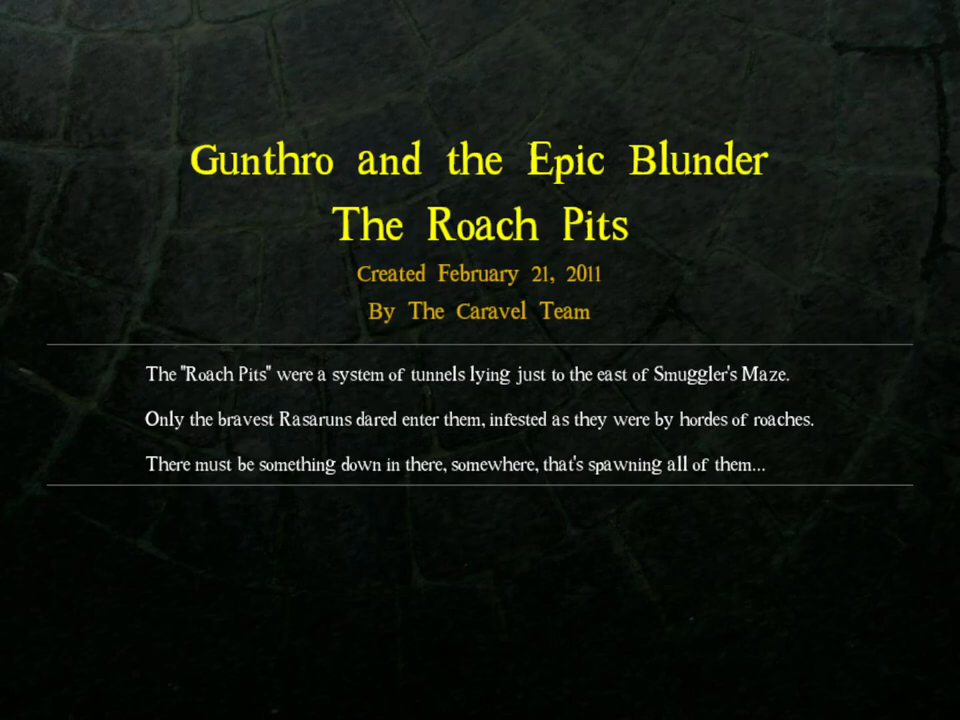 Gunthro and the Epic Blunder
The Roach Pits
Created February 21, 2011
By The Caravel Team
The "Roach Pits" were a system of tunnels lying just to the east of Smuggler's Maze.
Only the bravest Rasaruns dared enter them, infested as they were by hordes of roaches.
There must be something down in there, somewhere, that's spawning all of them...